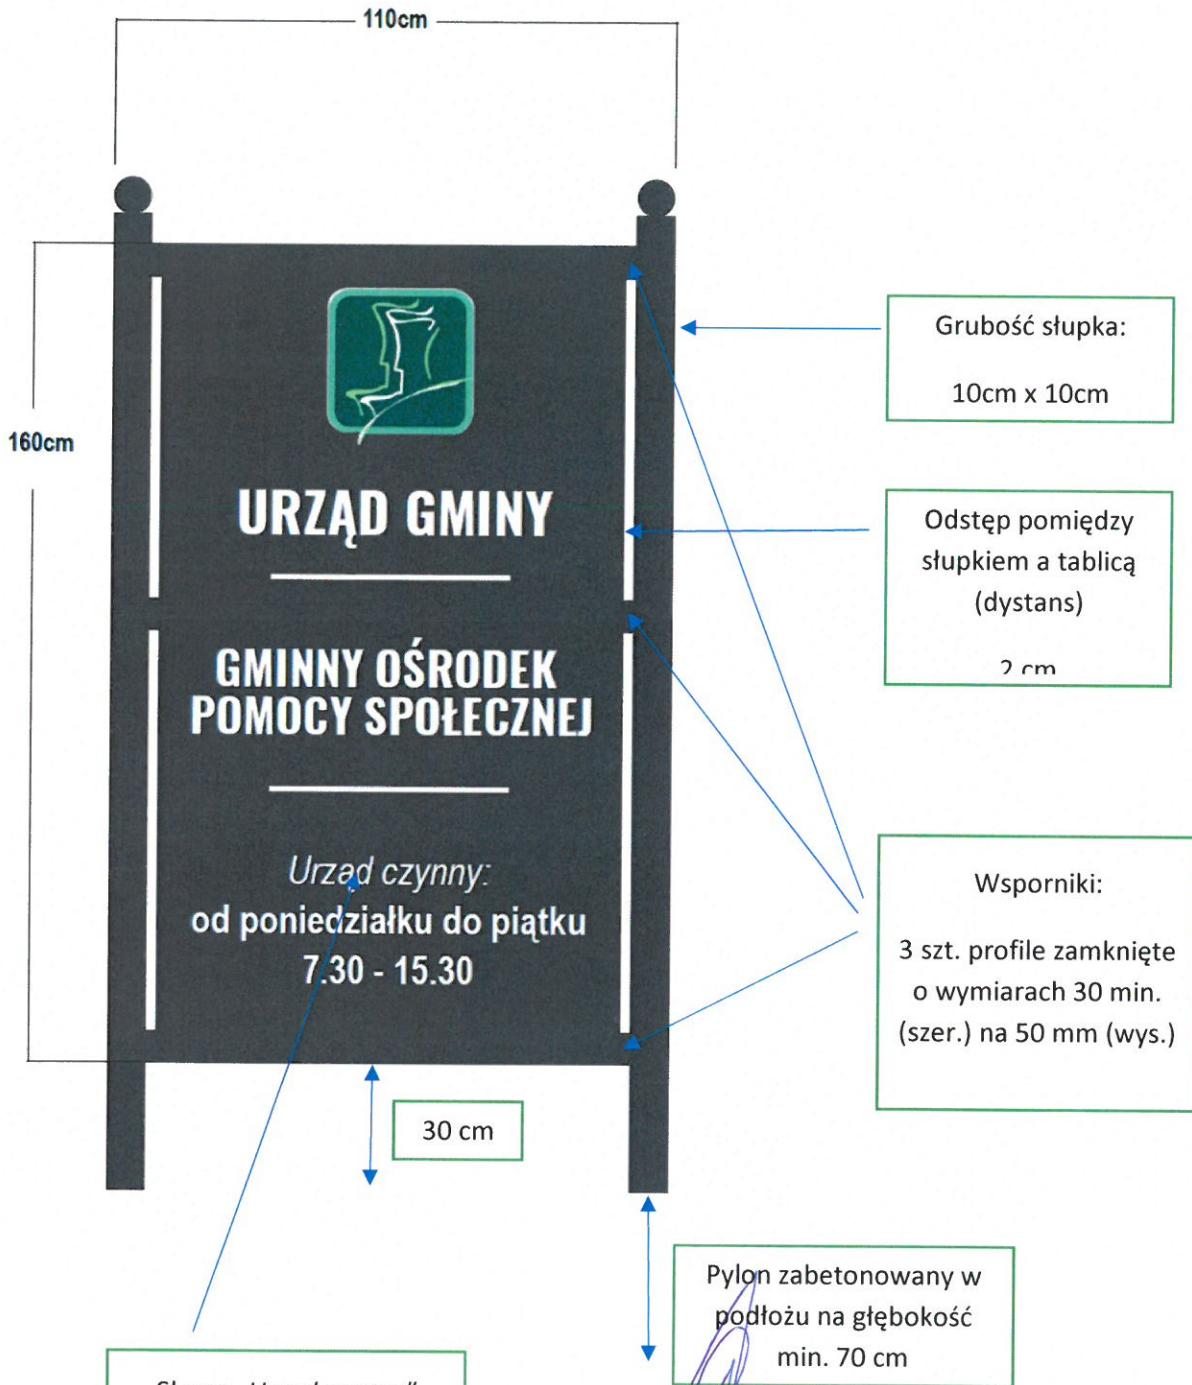 110cm
160cm
URZĄD GMINY
GMINNY OŚRODEK
POMOCY SPOŁECZNEJ
Urząd czynny:
od poniedziałku do piątku
7.30 - 15.30
Grubość słupka:
10cm x 10cm
Odstęp pomiędzy
słupkiem a tablicą
(dystans)
2 cm
Wsporniki:
3 szt. profile zamknięte
o wymiarach 30 min.
(szer.) na 50 mm (wys.)
30 cm
Pylon zabetonowany w
podłożu na głębokość
min. 70 cm